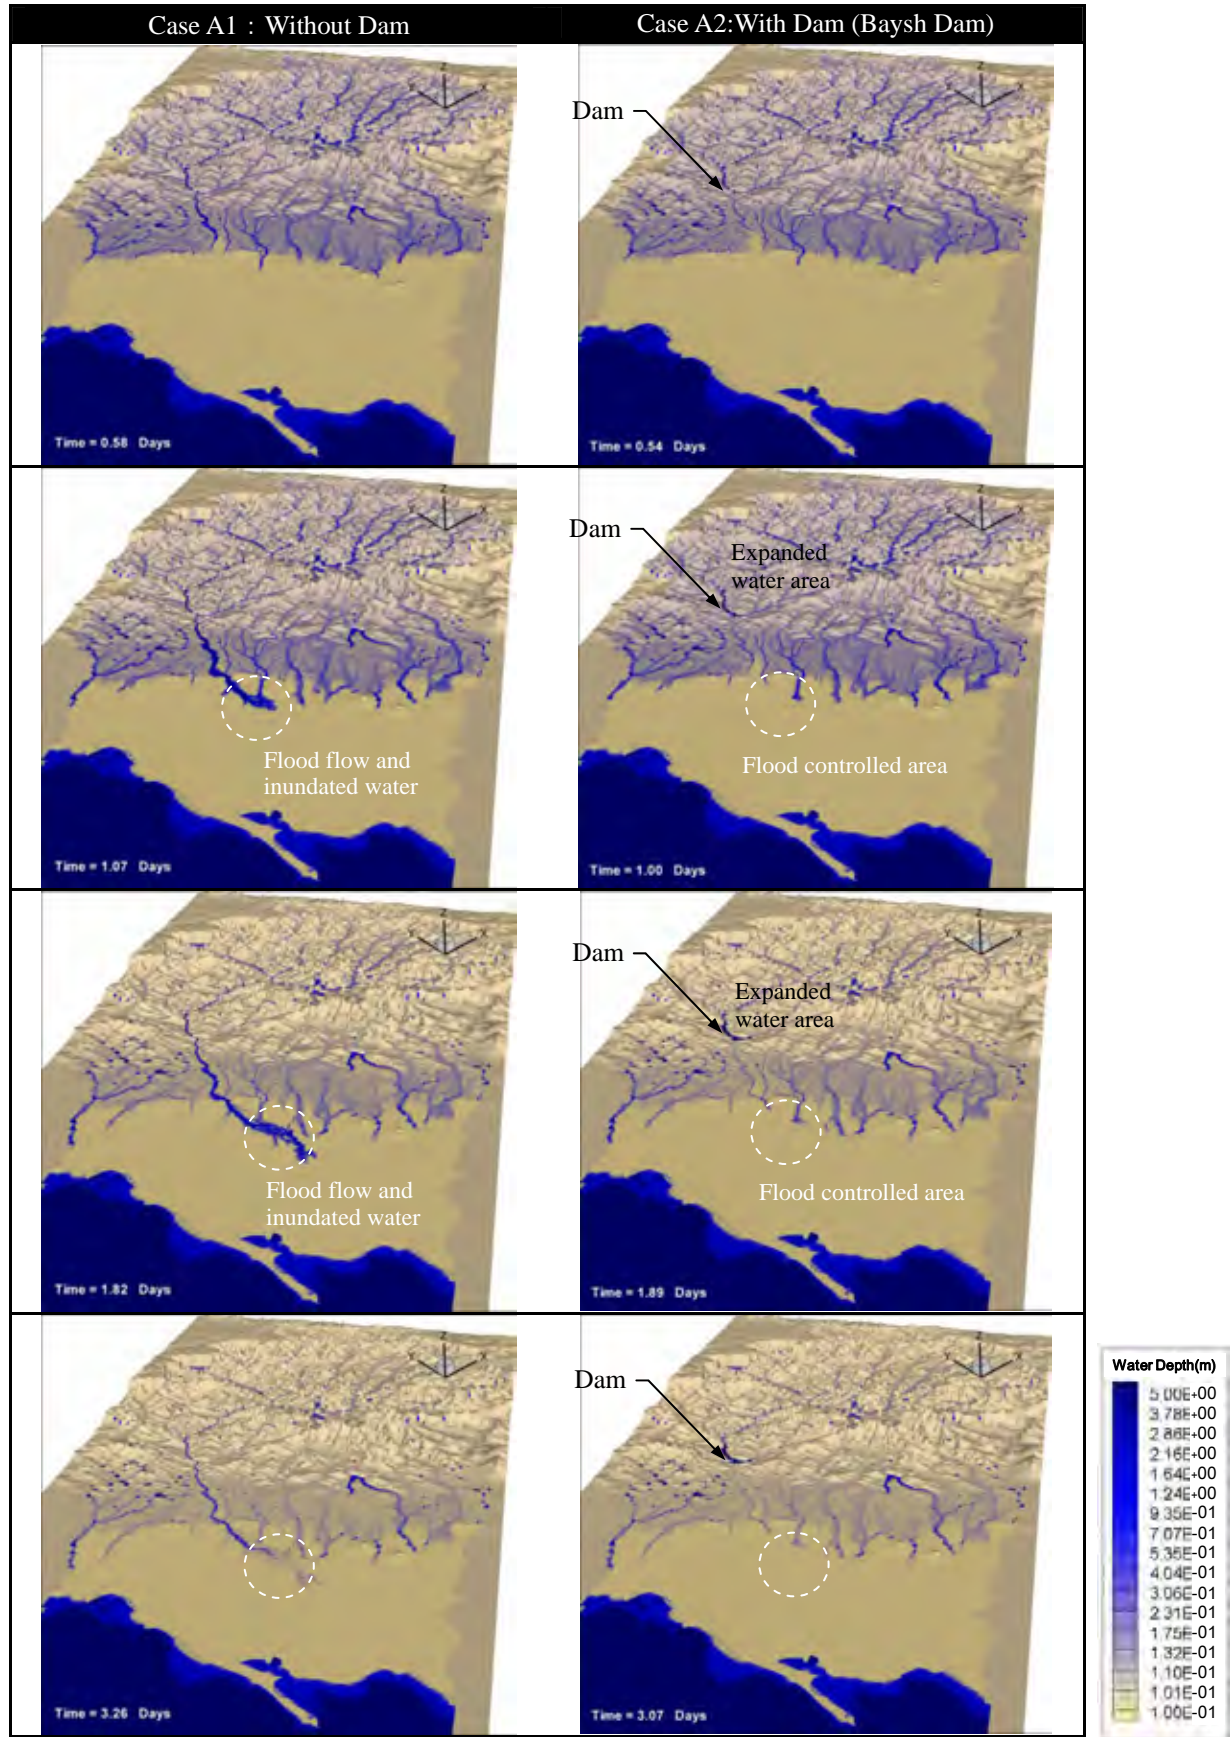 Case A1 : Without Dam
Case A2:With Dam (Baysh Dam)
Z
Y
X
Time = 0.58 Days
Dam
Z
Y
X
Time = 0.54 Days
Z
Y
X
Flood flow and
inundated water
Time = 1.07 Days
Dam
Expanded
water area
Z
Y
X
Flood controlled area
Time = 1.00 Days
Z
Y
X
Flood flow and
inundated water
Time = 1.82 Days
Dam
Expanded
water area
Z
Y
X
Flood controlled area
Time = 1.89 Days
Z
Y
X
Time = 3.26 Days
Dam
Z
Y
X
Time = 3.07 Days
Water Depth(m)
5.00E+00
3.78E+00
2.86E+00
2.16E+00
1.64E+00
1.24E+00
9.35E-01
7.07E-01
5.35E-01
4.04E-01
3.06E-01
2.31E-01
1.75E-01
1.32E-01
1.10E-01
1.01E-01
1.00E-01